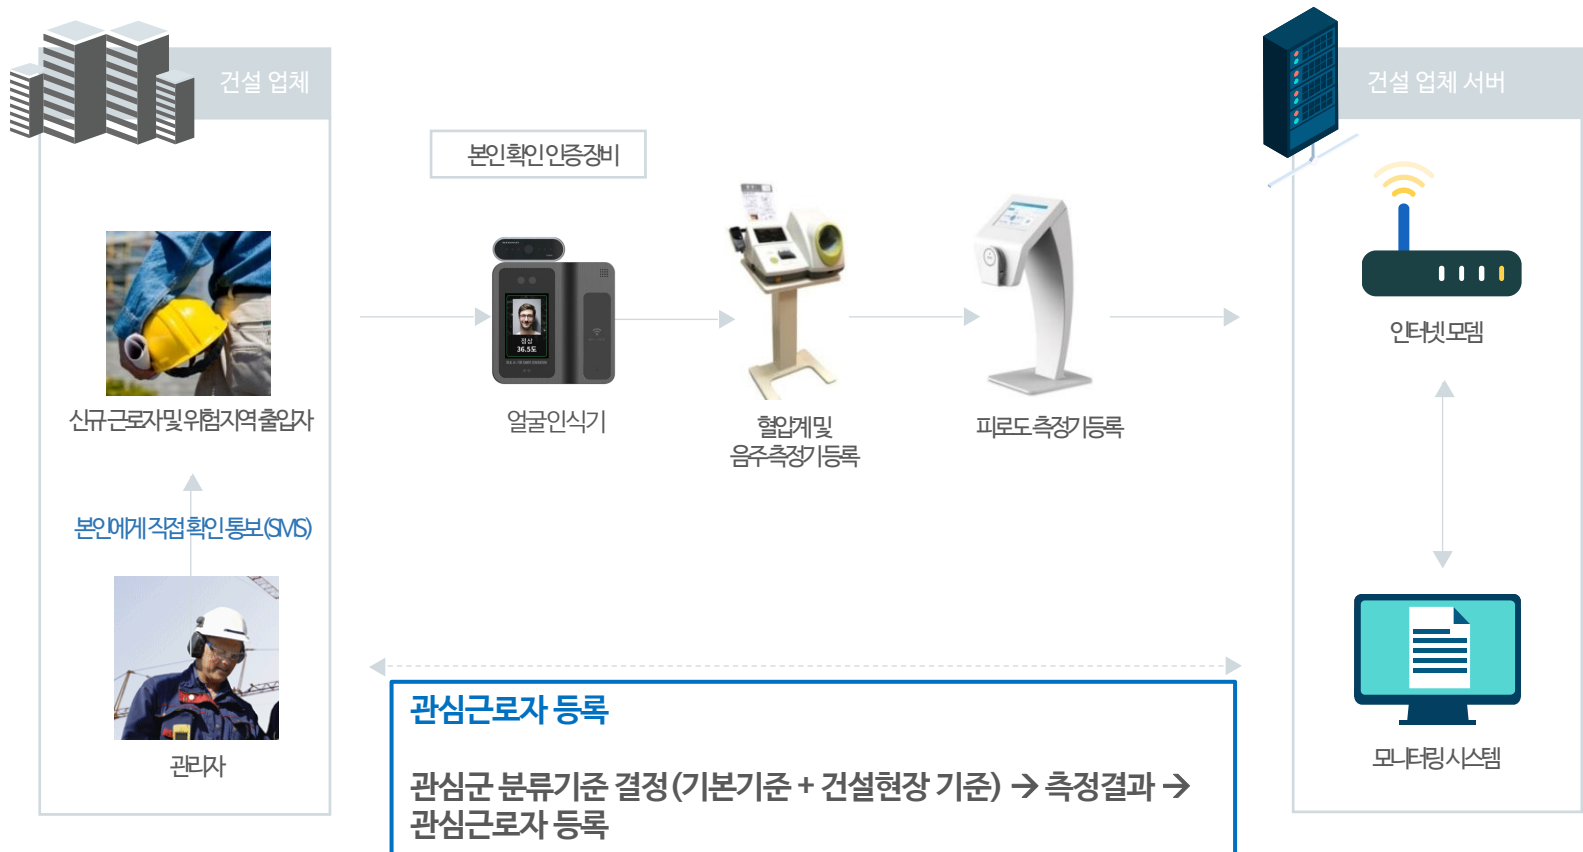 건설 업체
건설 업체 서버
본인 확인 인증 장비
정상
36.5도
인터넷 모뎀
신규 근로자 및 위험지역 출입자
얼굴 인식기
혈압계 및
음주 측정기 등록
피로도 측정기 등록
본인에게 직접 확인 통보 (SMS)
관리자
모니터링 시스템
관심근로자 등록
관심군 분류기준 결정 (기본기준 + 건설현장 기준) → 측정결과 →
관심근로자 등록